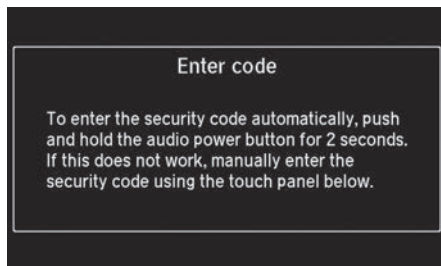 Enter code
To enter the security code automatically, push
and hold the audio power button for 2 seconds.
If this does not work, manually enter the
security code using the touch panel below.